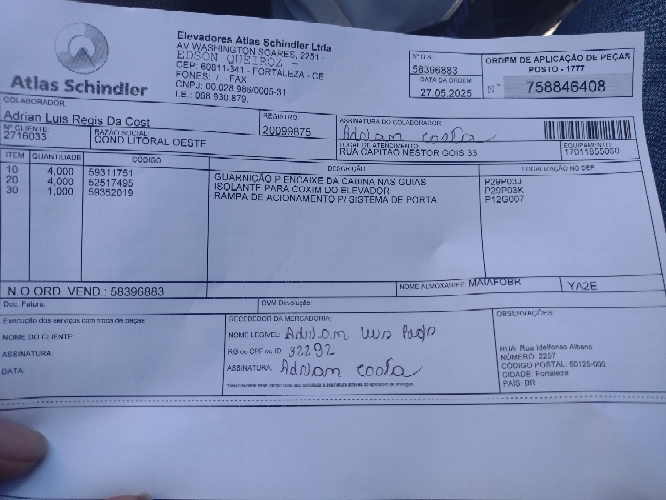 Atlas Schindler
Elevadores Atlas Schindler Ltda
AV WASHINGTON SOARES, 2251 -
EDSON QUEIROZ -
CEP: 60811-341 - FORTALEZA - CE
FONES: / - FAX
CNPJ: 00.028.986/0005-31
I.E.: 068 930.879.
Nº O.S.
58396883
DATA DA ORDEM
27.05.2025
ORDEM DE APLICAÇÃO DE PEÇAS
POSTO - 1777
Nº 758846408
COLABORADOR:
Adrian Luis Regis Da Cost
REGISTRO
20099875
ASSINATURA DO COLABORADOR
Adrian costa
Nº CLIENTE
2716033
RAZÃO SOCIAL
COND LITORAL OESTE
LOCAL DE ATENDIMENTO
RUA CAPITAO NESTOR GOIS 33
EQUIPAMENTO
ITEM QUANTIDADE CÓDIGO DESCRIÇÃO LOCALIZAÇÃO NO DEP
10 4,000 59311751 GUARNIÇÃO P ENCAIXE DA CABINA NAS GUIAS P29P03J
20 4,000 62517495 ISOLANTE PARA COXIM DO ELEVADOR P29P03K
30 1,000 59352019 RAMPA DE ACIONAMENTO P/ SISTEMA DE PORTA P12G007
N O ORD. VEND.: 58396883
NOME ALMOXARIFE: MAIAFOBR
YA2E
Doc. Fatura:
OVM Devolução:
Execução dos serviços com troca de peças
NOME DO CLIENTE:
ASSINATURA:
DATA:
RECEBEDOR DA MERCADORIA:
NOME LEGÍVEL: Adrian Luis Regis
RG ou CPF ou ID: 32292
ASSINATURA: Adrian costa
OBSERVAÇÕES:
RUA: Rua Idelfonso Albano
NÚMERO: 2257
CÓDIGO POSTAL: 60125-000
CIDADE: Fortaleza
PAÍS: BR